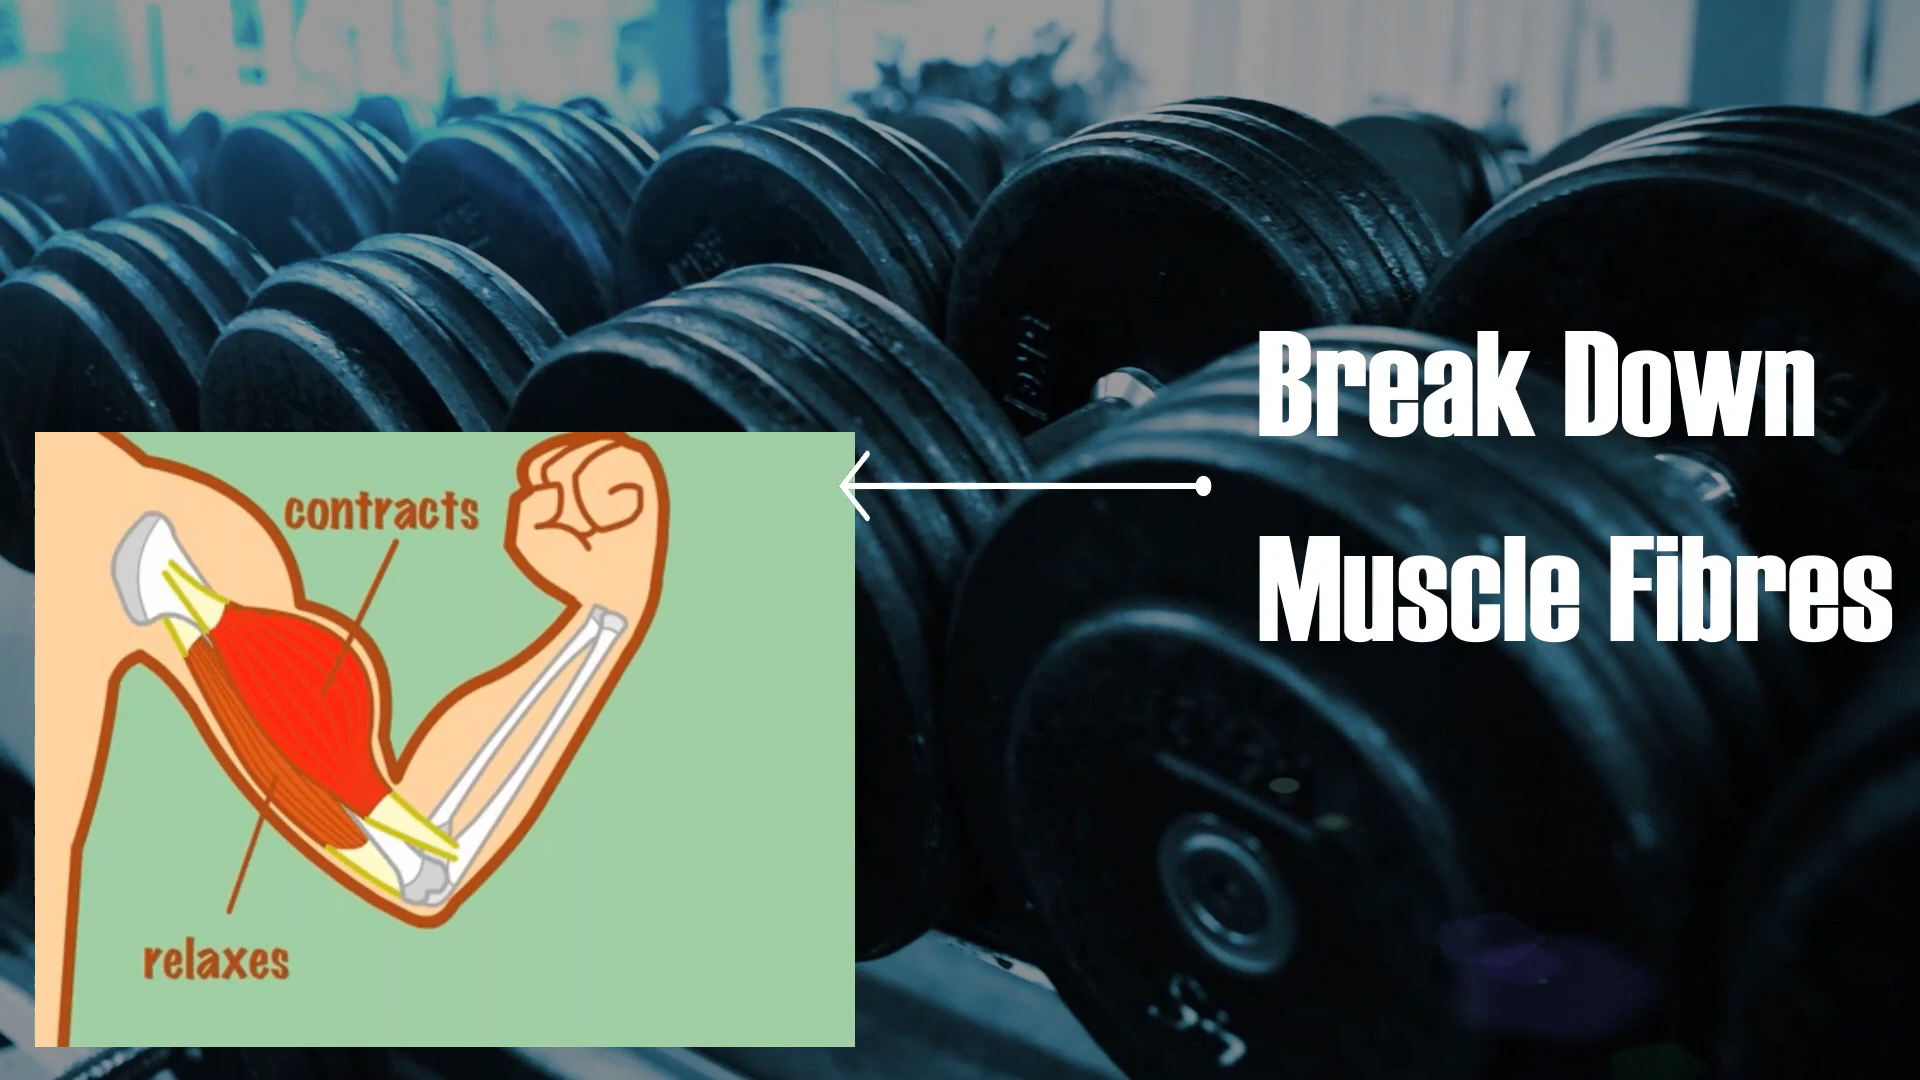 Break Down
Muscle Fibres
contracts
relaxes